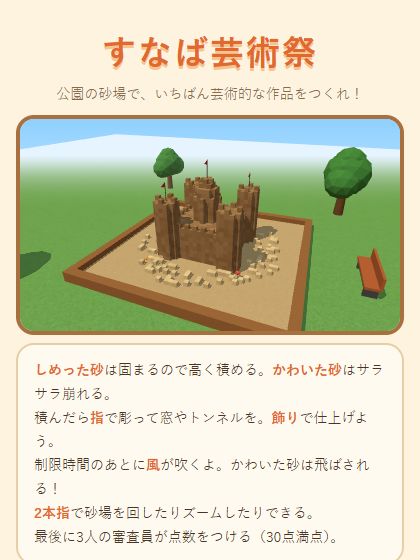 すなば芸術祭
公園の砂場で、いちばん芸術的な作品をつくれ！
しめった砂は固まるので高く積める。かわいた砂はサラ
サラ崩れる。
積んだら指で彫って窓やトンネルを。飾りで仕上げよ
う。
制限時間のあとに風が吹くよ。かわいた砂は飛ばされ
る！
2本指で砂場を回したりズームしたりできる。
最後に3人の審査員が点数をつける（30点満点）。